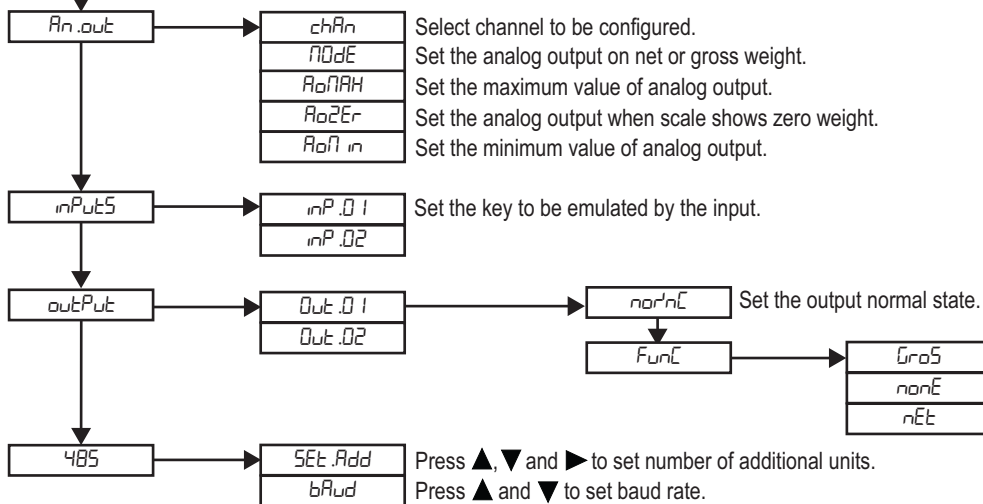 An.out
chAn Select channel to be configured.
MOdE Set the analog output on net or gross weight.
AoMAH Set the maximum value of analog output.
Ao2Er Set the analog output when scale shows zero weight.
AoM in Set the minimum value of analog output.
inPutS
inP.01 Set the key to be emulated by the input.
inP.02
outPut
Out.01
Out.02
nor'nC Set the output normal state.
FunC
GroS
nonE
nEt
485
SEt.Add Press ▲, ▼ and ▶ to set number of additional units.
bAud Press ▲ and ▼ to set baud rate.